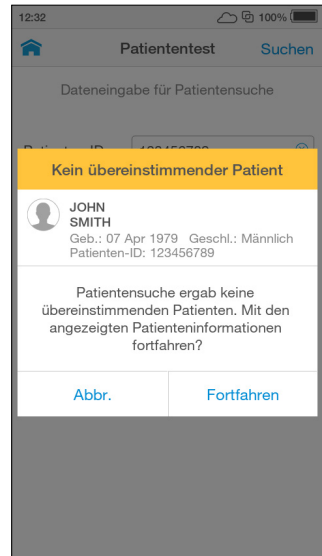 12:32 100%
Patiententest Suchen
Dateneingabe für Patientensuche
Kein übereinstimmender Patient
JOHN
SMITH
Geb.: 07 Apr 1979 Geschl.: Männlich
Patienten-ID: 123456789
Patientensuche ergab keine
übereinstimmenden Patienten. Mit den
angezeigten Patienteninformationen
fortfahren?
Abbr. Fortfahren